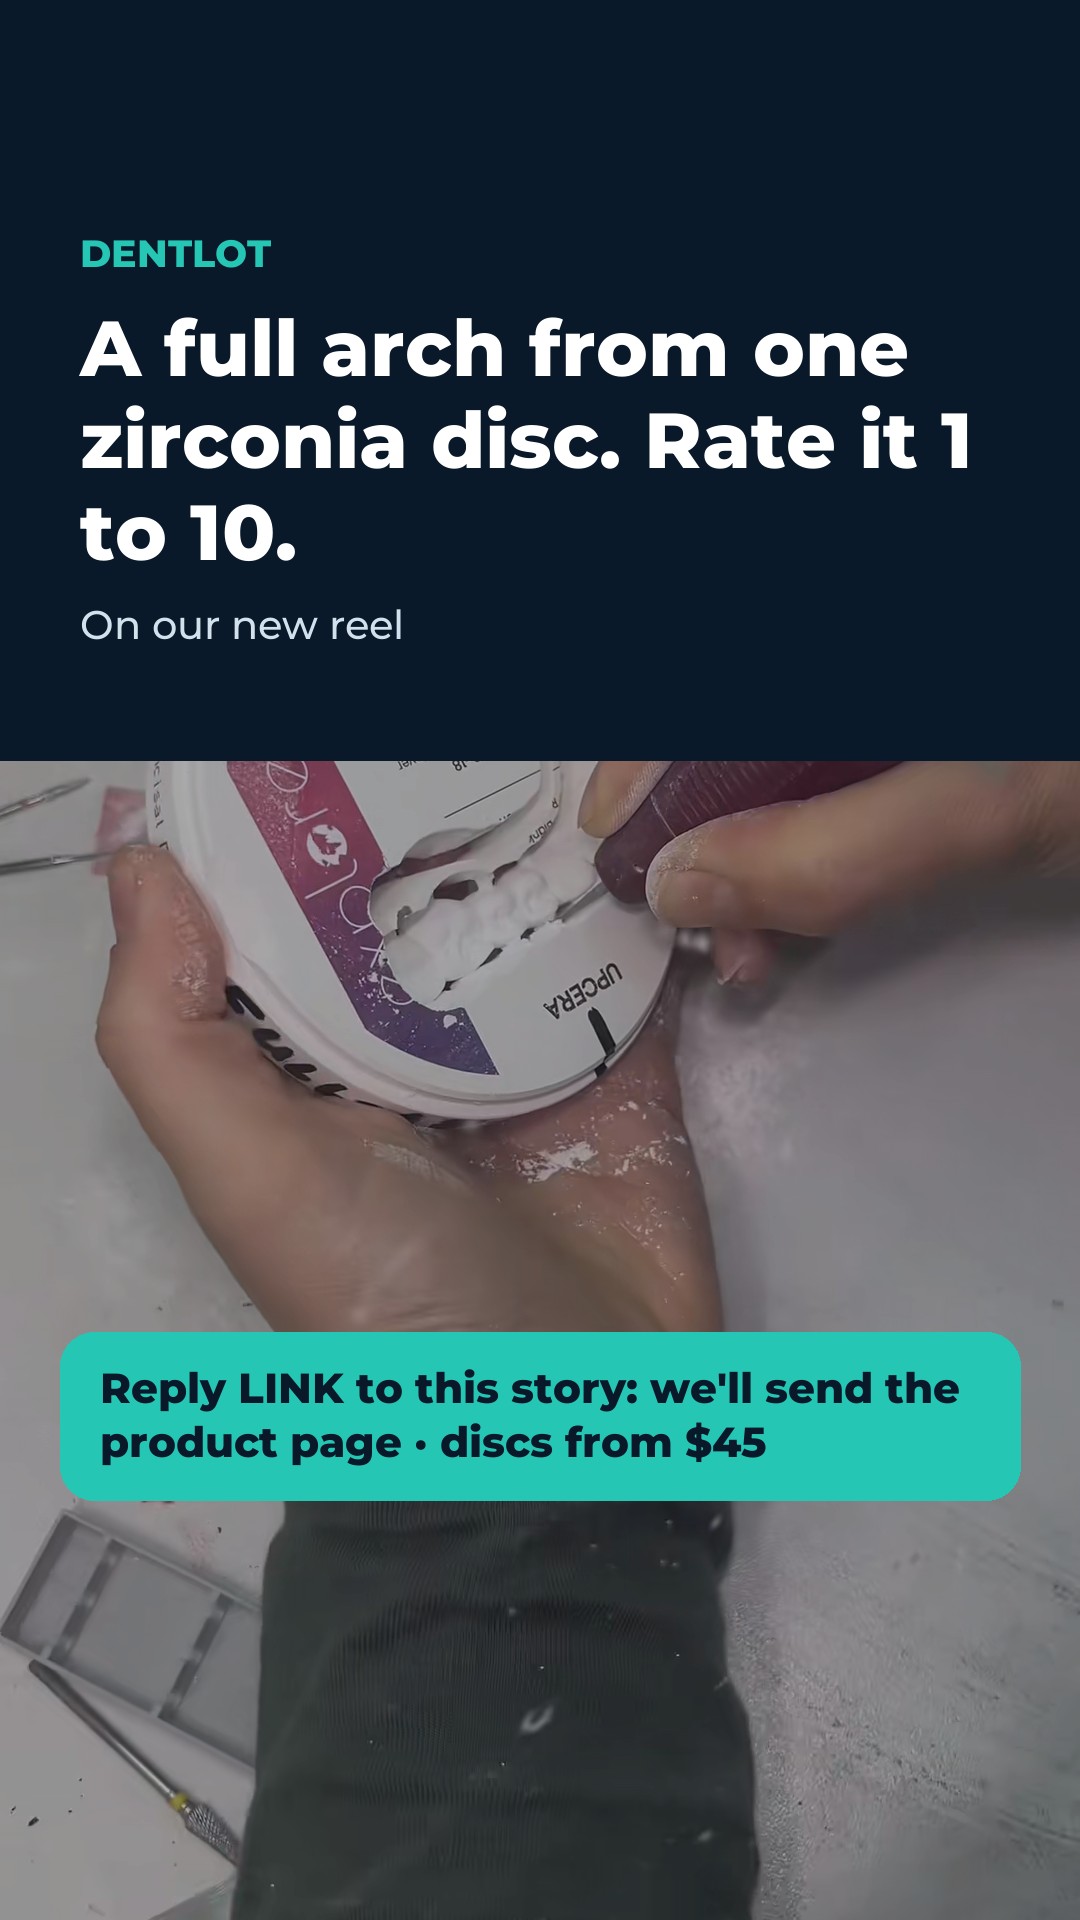 DENTLOT
A full arch from one
zirconia disc. Rate it 1
to 10.
On our new reel
UPCERA
Full
Reply LINK to this story: we'll send the
product page • discs from $45